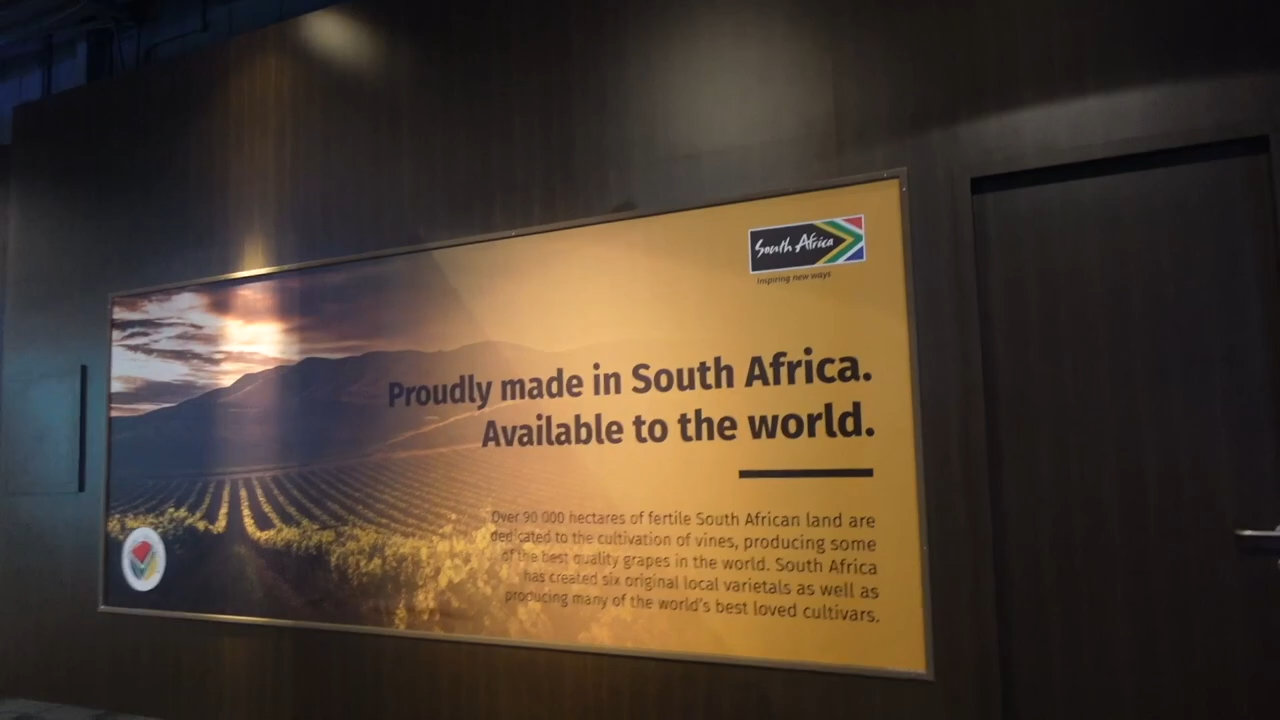 South Africa
Inspiring new ways
Proudly made in South Africa.
Available to the world.
Over 90 000 hectares of fertile South African land are
dedicated to the cultivation of vines, producing some
of the best quality grapes in the world. South Africa
has created six original local varietals as well as
producing many of the world's best loved cultivars.